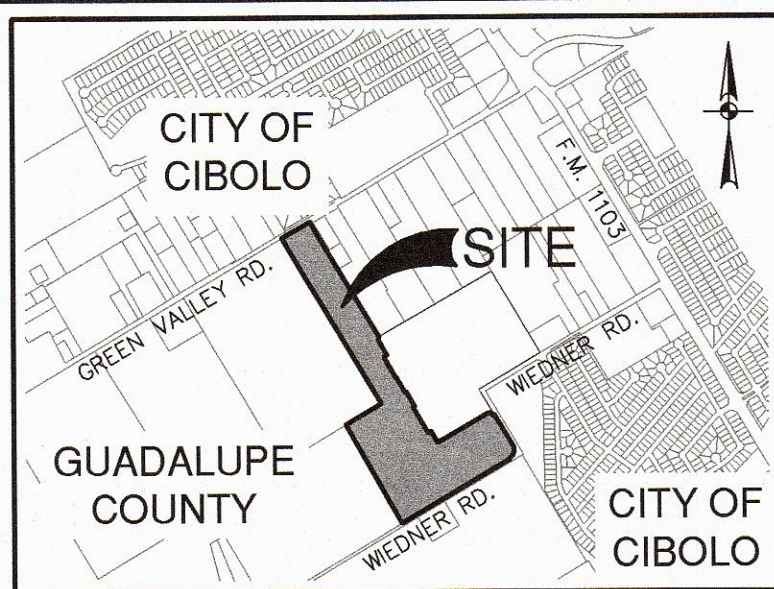 CITY OF
CIBOLO
F.M. 1103
SITE
GREEN VALLEY RD.
WIEDNER RD.
GUADALUPE
COUNTY
WIEDNER RD.
CITY OF
CIBOLO